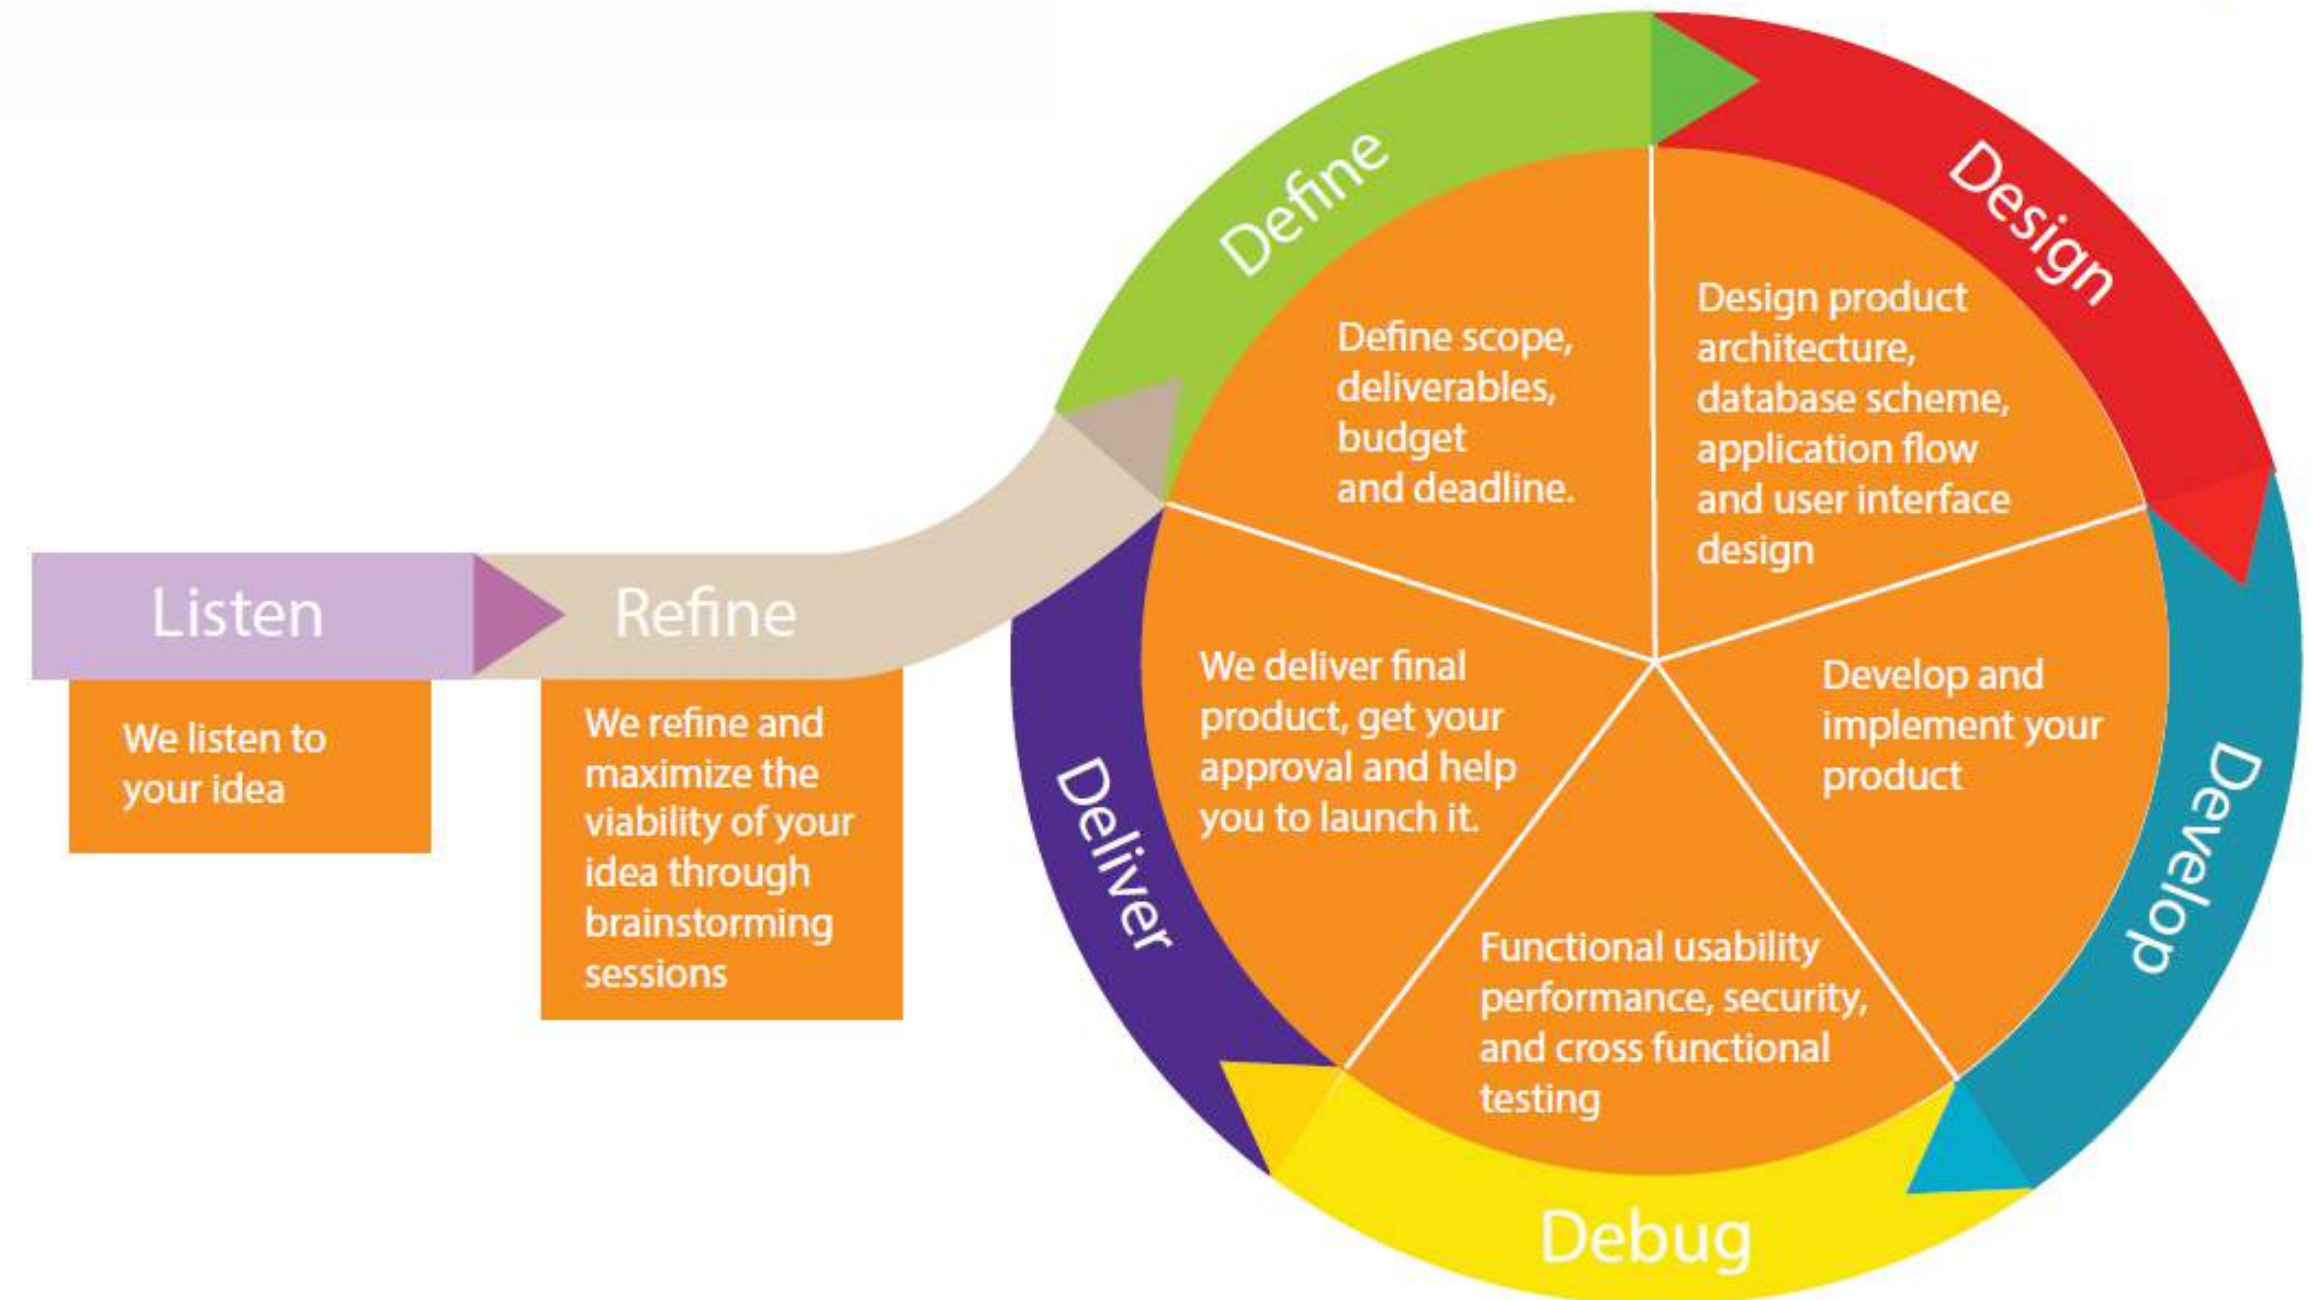 Listen
We listen to
your idea
Refine
We refine and
maximize the
viability of your
idea through
brainstorming
sessions
Define
Define scope,
deliverables,
budget
and deadline.
Design
Design product
architecture,
database scheme,
application flow
and user interface
design
Develop
Develop and
implement your
product
Debug
Functional usability
performance, security,
and cross functional
testing
Deliver
We deliver final
product, get your
approval and help
you to launch it.